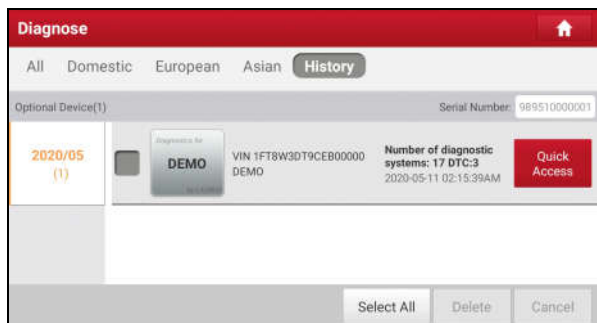 Diagnose
All Domestic European Asian History
Optional Device(1)
Serial Number: 989510000001
2020/05
(1)
Diagnostics for
DEMO
VIN 1FT8W3DT9CEB00000
DEMO
Number of diagnostic
systems: 17 DTC:3
2020-05-11 02:15:39AM
Quick
Access
Select All
Delete
Cancel